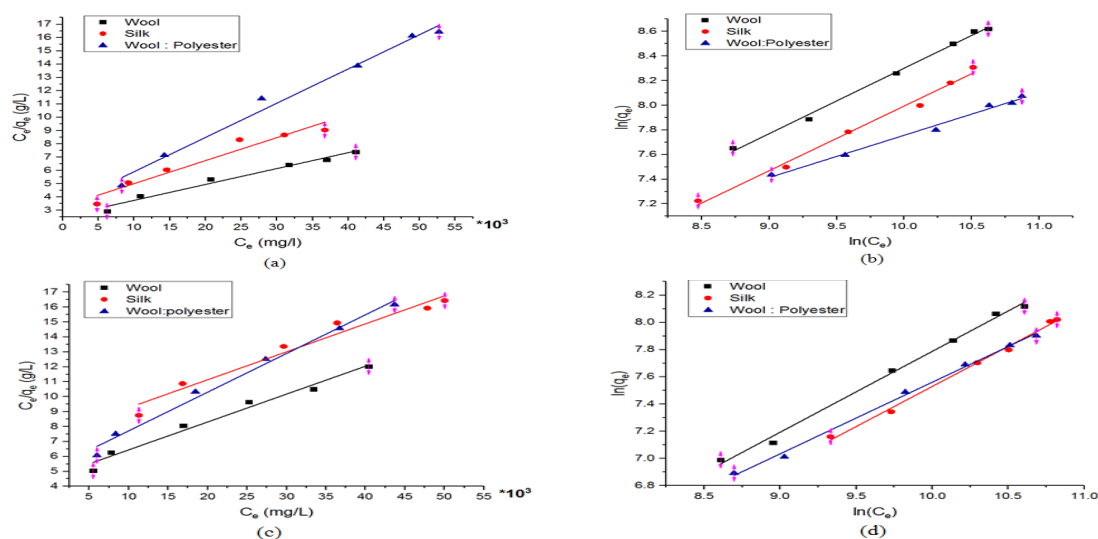 17
16
15
14
13
12
11
10
9
8
7
6
5
4
3
Wool
Silk
Wool : Polyester
Cₑ/qₑ (g/L)
0 5 10 15 20 25 30 35 40 45 50 55 *10³
Cₑ (mg/l)
(a)
8.6
8.4
8.2
8.0
7.8
7.6
7.4
7.2
Wool
Silk
Wool:Polyester
ln(qₑ)
9.0 9.5 10.0 10.5 11.0
ln(Cₑ)
(b)
18
17
16
15
14
13
12
11
10
9
8
7
6
5
4
Wool
Silk
Wool:polyester
Cₑ/qₑ (g/L)
5 10 15 20 25 30 35 40 45 50 55 *10³
Cₑ (mg/L)
(c)
8.2
8.0
7.8
7.6
7.4
7.2
7.0
6.8
Wool
Silk
Wool : Polyester
ln(qₑ)
8.5 9.0 9.5 10.0 10.5 11.0
ln(Cₑ)
(d)